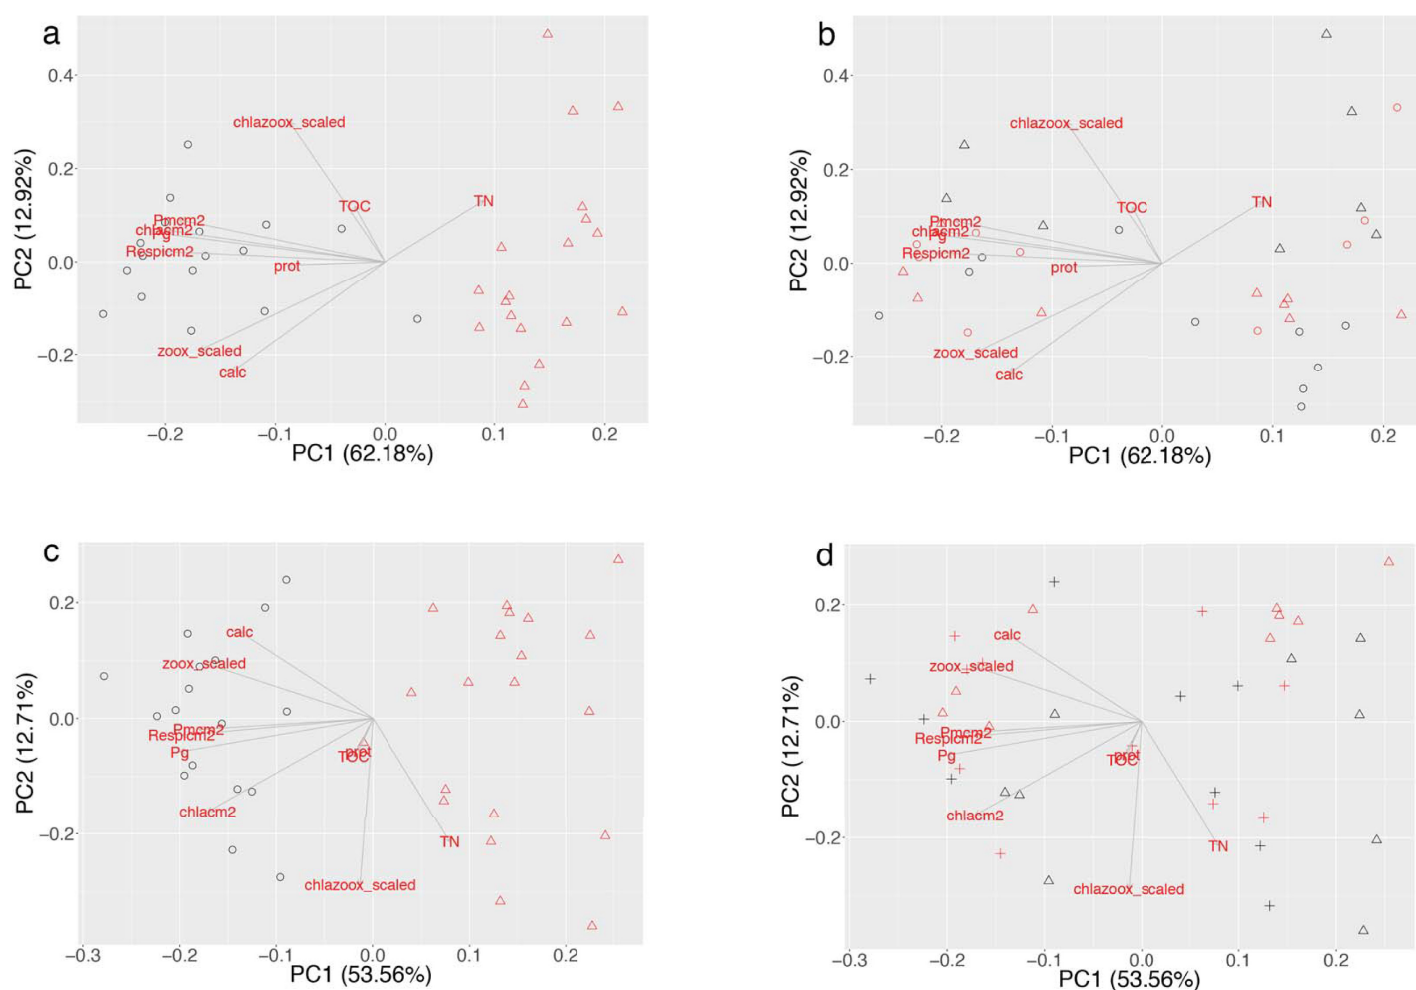 a
0.4
0.2
0.0
−0.2
PC2 (12.92%)
chlazoox_scaled
TOC
TN
Pmcm2
chlacm2
Pg
Respicm2
prot
zoox_scaled
calc
−0.2 −0.1 0.0 0.1 0.2
PC1 (62.18%)
b
0.4
0.2
0.0
−0.2
PC2 (12.92%)
chlazoox_scaled
TOC
TN
Pmcm2
chlacm2
Pg
Respicm2
prot
zoox_scaled
calc
−0.2 −0.1 0.0 0.1 0.2
PC1 (62.18%)
c
0.2
0.0
−0.2
PC2 (12.71%)
calc
zoox_scaled
Pmcm2
Respicm2
Pg
prot
TOC
chlacm2
TN
chlazoox_scaled
−0.3 −0.2 −0.1 0.0 0.1 0.2
PC1 (53.56%)
d
0.2
0.0
−0.2
PC2 (12.71%)
calc
zoox_scaled
Pmcm2
Respicm2
Pg
prot
TOC
chlacm2
TN
chlazoox_scaled
−0.3 −0.2 −0.1 0.0 0.1 0.2
PC1 (53.56%)